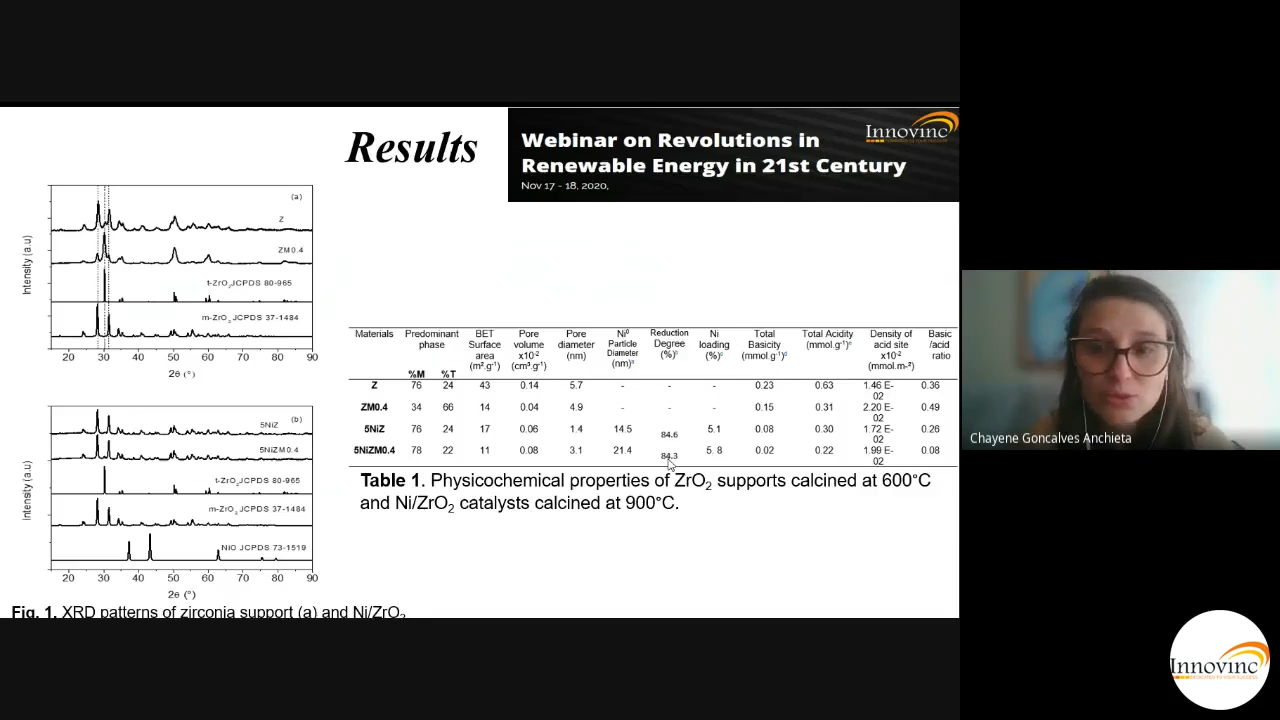 Results
Webinar on Revolutions in
Renewable Energy in 21st Century
Nov 17 - 18, 2020,
Innovinc
(a)
Z
ZM0.4
t-ZrO2 JCPDS 80-965
m-ZrO2 JCPDS 37-1484
Intensity (a.u)
20 30 40 50 60 70 80 90
2θ (°)
(b)
5NiZ
5NiZM0.4
t-ZrO2 JCPDS 80-965
m-ZrO2 JCPDS 37-1484
NiO JCPDS 73-1519
Intensity (a.u)
20 30 40 50 60 70 80 90
2θ (°)
Fig. 1. XRD patterns of zirconia support (a) and Ni/ZrO2
Materials Predominant phase %M %T BET Surface area (m².g⁻¹) Pore volume x10⁻² (cm³.g⁻¹) Pore diameter (nm) Ni⁰ Particle Diameter (nm)ᵃ Reduction Degree (%)ᵇ Ni loading (%)ᶜ Total Basicity (mmol.g⁻¹)ᵈ Total Acidity (mmol.g⁻¹)ᵉ Density of acid site x10⁻² (mmol.m⁻²) Basic /acid ratio
Z 76 24 43 0.14 5.7 - - - 0.23 0.63 1.46 E-02 0.36
ZM0.4 34 66 14 0.04 4.9 - - - 0.15 0.31 2.20 E-02 0.49
5NiZ 76 24 17 0.06 1.4 14.5 84.6 5.1 0.08 0.30 1.72 E-02 0.26
5NiZM0.4 78 22 11 0.08 3.1 21.4 84.3 5. 8 0.02 0.22 1.99 E-02 0.08
Table 1. Physicochemical properties of ZrO2 supports calcined at 600°C
and Ni/ZrO2 catalysts calcined at 900°C.
Chayene Goncalves Anchieta
Innovinc